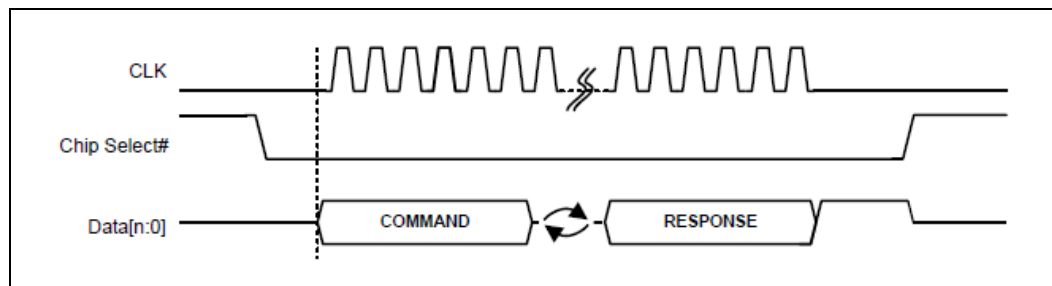 CLK
Chip Select#
Data[n:0]
COMMAND
RESPONSE